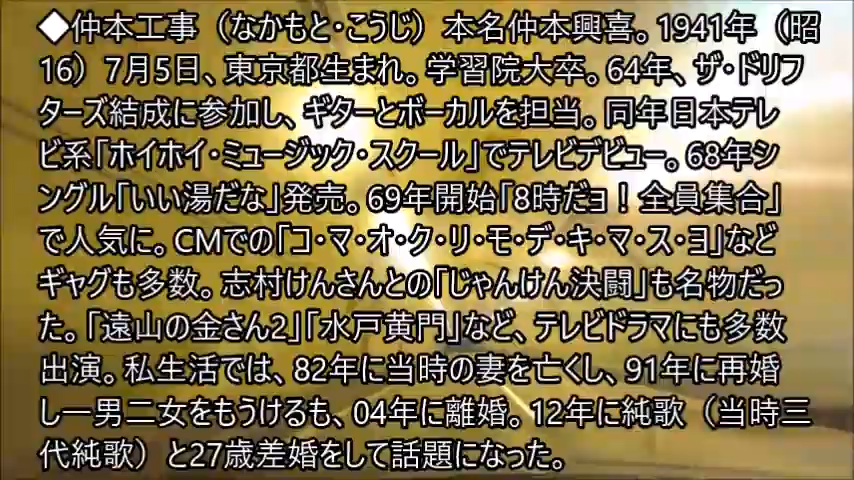 ◆仲本工事（なかもと・こうじ）本名仲本興喜。1941年（昭
16）7月5日、東京都生まれ。学習院大卒。64年、ザ・ドリフ
ターズ結成に参加し、ギターとボーカルを担当。同年日本テレ
ビ系「ホイホイ・ミュージック・スクール」でテレビデビュー。68年シ
ングル「いい湯だな」発売。69年開始「8時だョ！全員集合」
で人気に。CMでの「コ・マ・オ・ク・リ・モ・デ・キ・マ・ス・ヨ」など
ギャグも多数。志村けんさんとの「じゃんけん決闘」も名物だっ
た。「遠山の金さん2」「水戸黄門」など、テレビドラマにも多数
出演。私生活では、82年に当時の妻を亡くし、91年に再婚
し一男二女をもうけるも、04年に離婚。12年に純歌（当時三
代純歌）と27歳差婚をして話題になった。